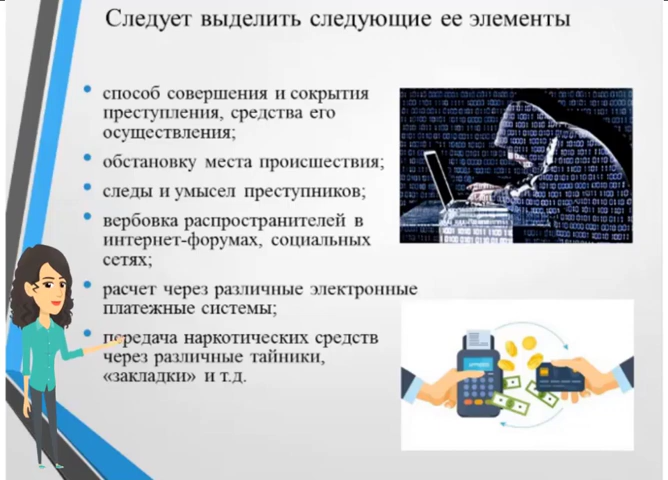 Следует выделить следующие ее элементы
способ совершения и сокрытия
преступления, средства его
осуществления;
обстановку места происшествия;
следы и умысел преступников;
вербовка распространителей в
интернет-форумах, социальных
сетях;
расчет через различные электронные
платежные системы;
передача наркотических средств
через различные тайники,
«закладки» и т.д.